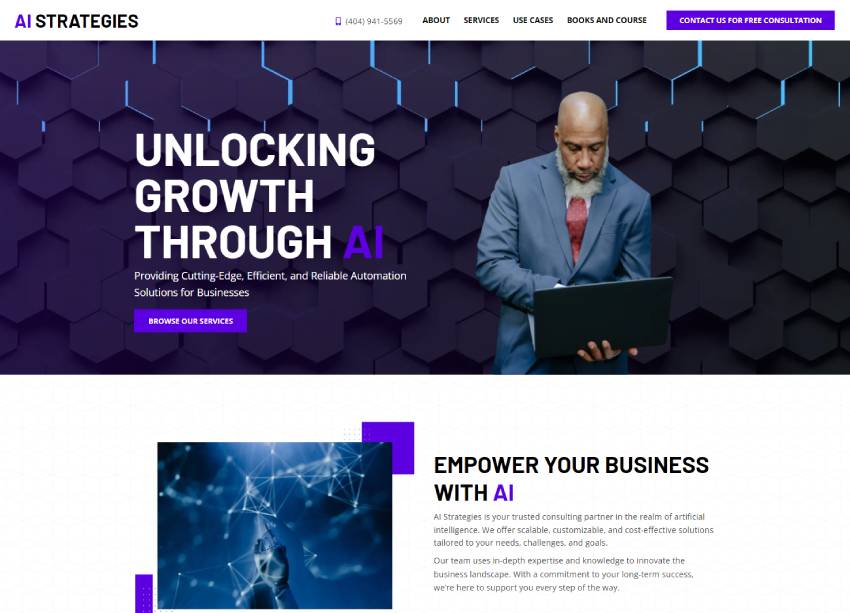 AI STRATEGIES
(404) 941-5569
ABOUT
SERVICES
USE CASES
BOOKS AND COURSE
CONTACT US FOR FREE CONSULTATION
UNLOCKING
GROWTH
THROUGH AI
Providing Cutting-Edge, Efficient, and Reliable Automation
Solutions for Businesses
BROWSE OUR SERVICES
EMPOWER YOUR BUSINESS
WITH AI
AI Strategies is your trusted consulting partner in the realm of artificial
intelligence. We offer scalable, customizable, and cost-effective solutions
tailored to your needs, challenges, and goals.
Our team uses in-depth expertise and knowledge to innovate the
business landscape. With a commitment to your long-term success,
we're here to support you every step of the way.